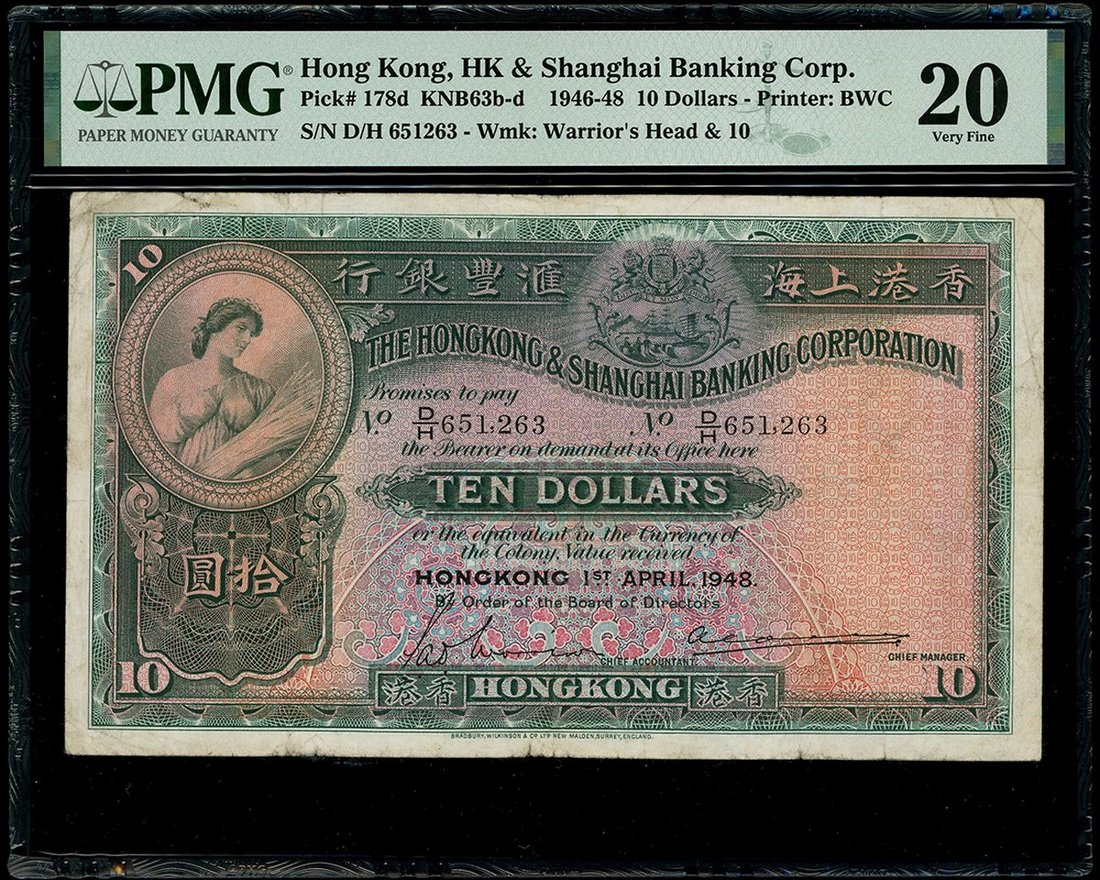 PMG®
PAPER MONEY GUARANTY
Hong Kong, HK & Shanghai Banking Corp.
Pick# 178d KNB63b-d 1946-48 10 Dollars - Printer: BWC
S/N D/H 651263 - Wmk: Warrior's Head & 10
20
Very Fine
10
行銀豐滙 海上港香
THE HONGKONG & SHANGHAI BANKING CORPORATION
Promises to pay
No. D/H 651,263 No. D/H 651,263
the Bearer on demand at its Office here
TEN DOLLARS
or the equivalent in the Currency of
the Colony, Value received.
圓拾
HONGKONG 1ST APRIL, 1948.
By Order of the Board of Directors
CHIEF ACCOUNTANT.
CHIEF MANAGER.
10 港香 HONGKONG 港香 10
BRADBURY, WILKINSON & Co LTD NEW MALDEN, SURREY, ENGLAND.